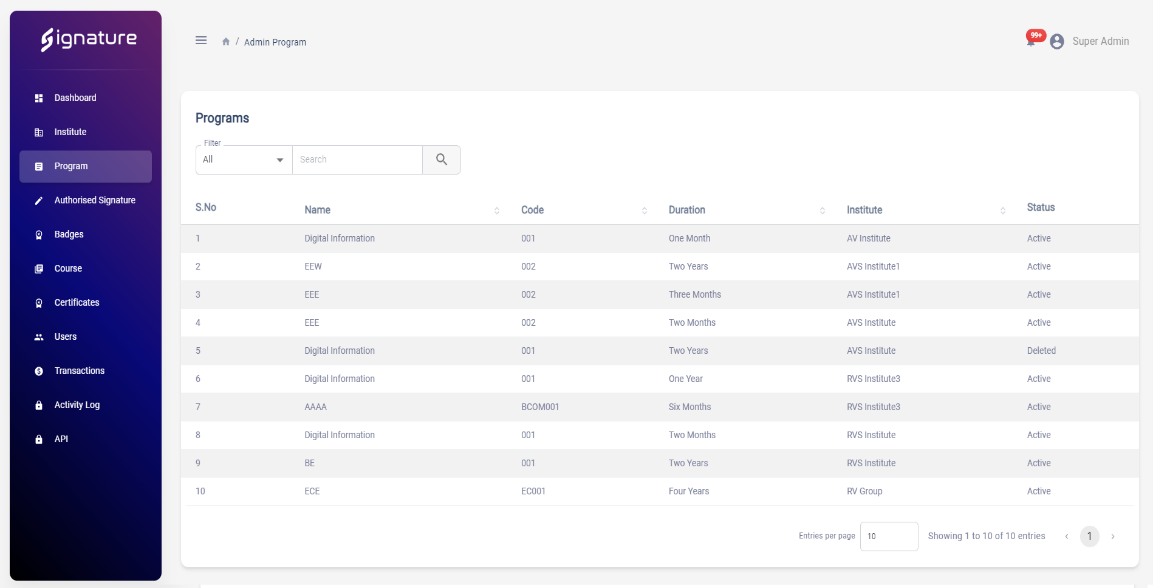 Signature
Dashboard
Institute
Program
Authorised Signature
Badges
Course
Certificates
Users
Transactions
Activity Log
API
/ Admin Program
99+
Super Admin
Programs
Filter
All
Search
S.No Name Code Duration Institute Status
1 Digital Information 001 One Month AV Institute Active
2 EEW 002 Two Years AVS Institute1 Active
3 EEE 002 Three Months AVS Institute1 Active
4 EEE 002 Two Months AVS Institute Active
5 Digital Information 001 Two Years AVS Institute Deleted
6 Digital Information 001 One Year RVS Institute3 Active
7 AAAA BCOM001 Six Months RVS Institute3 Active
8 Digital Information 001 Two Months RVS Institute Active
9 BE 001 Two Years RVS Institute Active
10 ECE EC001 Four Years RV Group Active
Entries per page 10 Showing 1 to 10 of 10 entries ‹ 1 ›